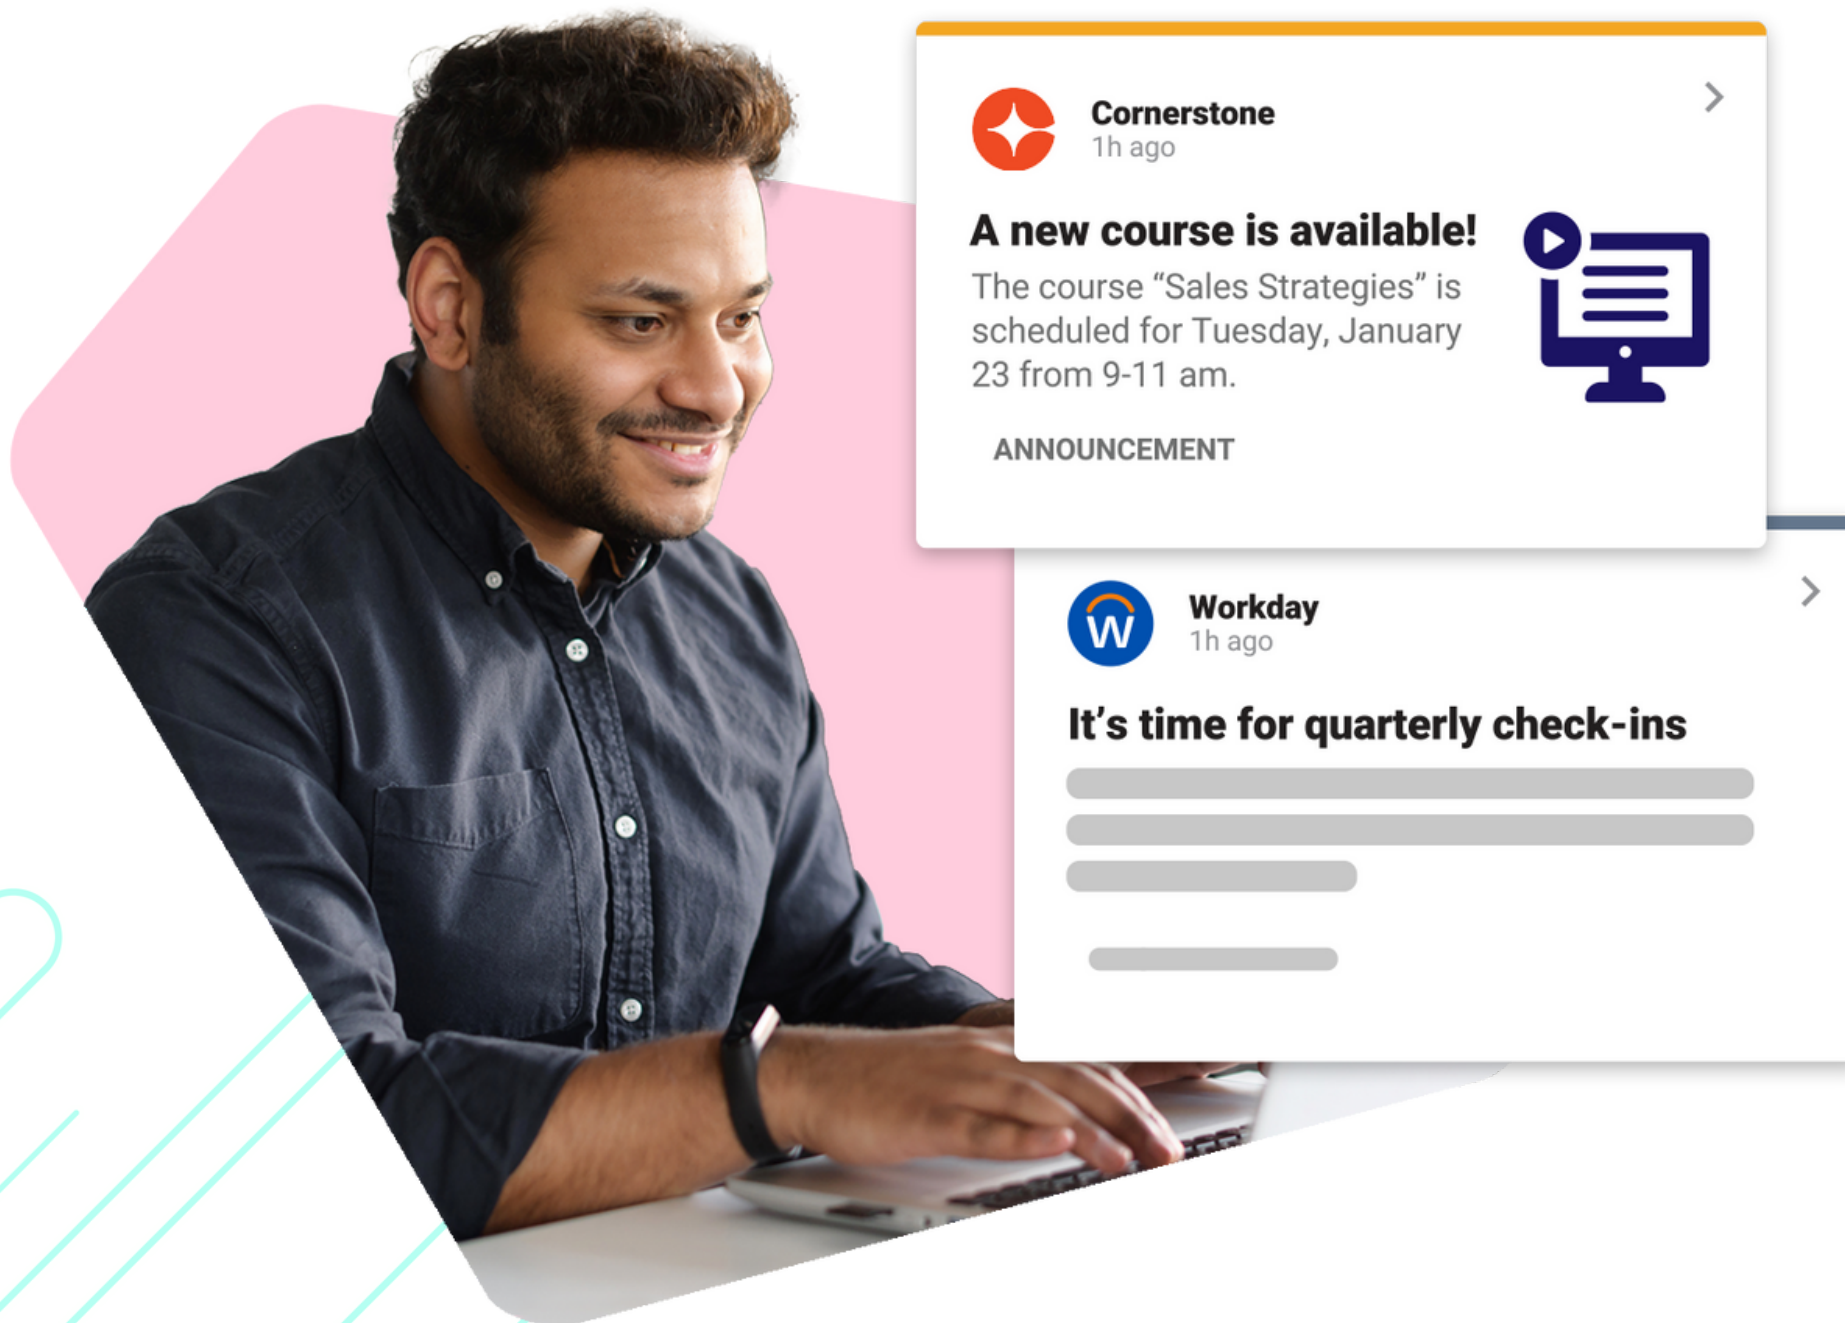 Cornerstone
1h ago
A new course is available!
The course “Sales Strategies” is
scheduled for Tuesday, January
23 from 9-11 am.
ANNOUNCEMENT
W
Workday
1h ago
It’s time for quarterly check-ins